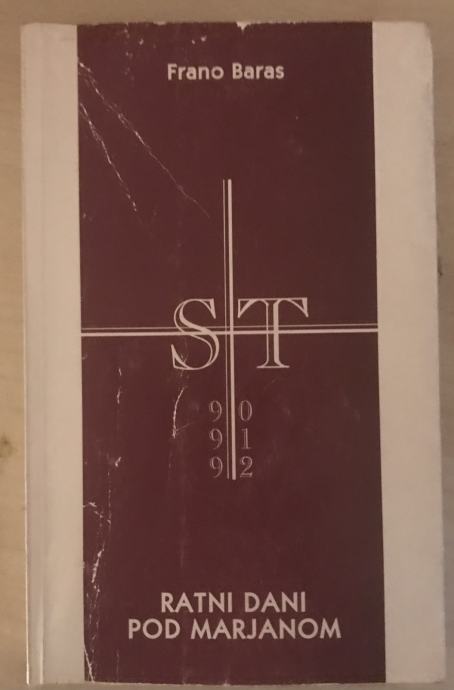 Frano Baras
ST
90
91
92
RATNI DANI
POD MARJANOM